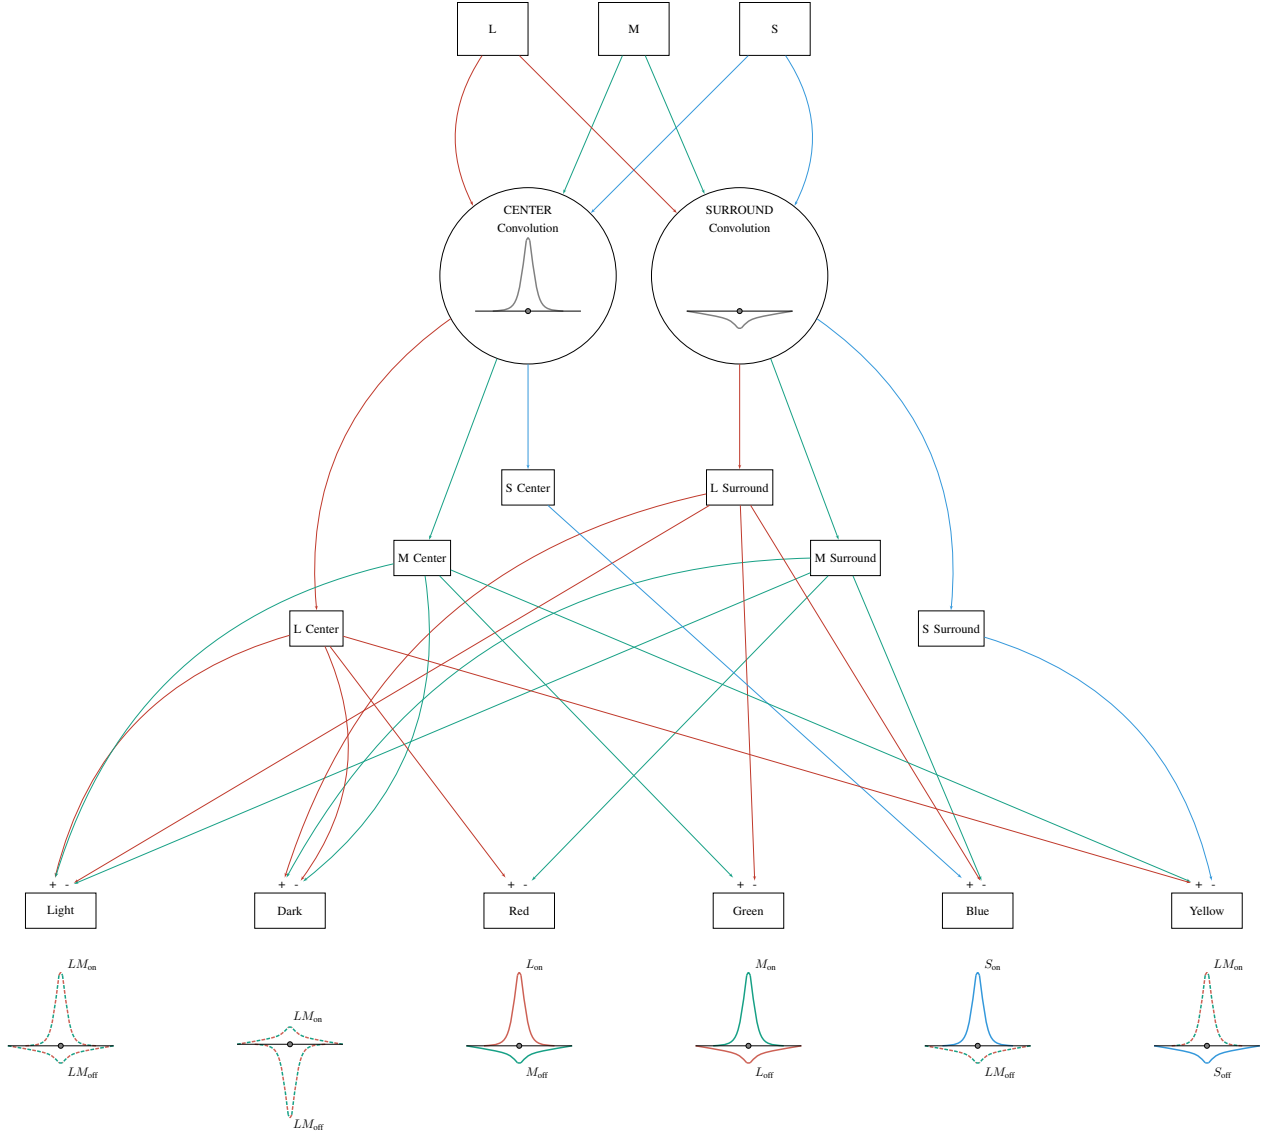 L
M
S
CENTER
Convolution
SURROUND
Convolution
S Center
L Surround
M Center
M Surround
L Center
S Surround
+ -
+ -
+ -
+ -
+ -
+ -
Light
Dark
Red
Green
Blue
Yellow
LMon
Lon
Mon
Son
LMon
LMon
LMoff
Moff
Loff
LMoff
Soff
LMoff